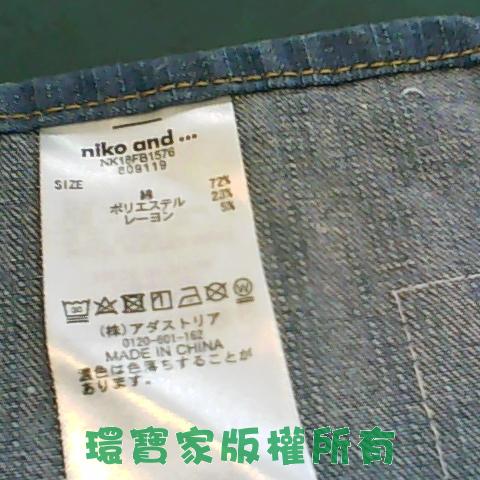 niko and ...
NK18FB1576
809119
SIZE
綿 72%
ポリエステル 23%
レーヨン 5%
30
W
(株)アダストリア
0120-601-162
MADE IN CHINA
濃色は色落ちすることが
あります。
環寶家版權所有